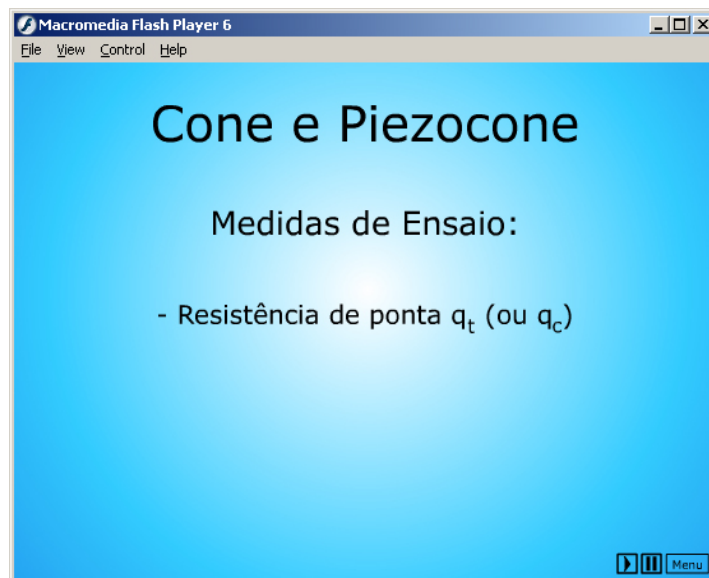 Macromedia Flash Player 6
File View Control Help
Cone e Piezocone
Medidas de Ensaio:
- Resistência de ponta qt (ou qc)
Menu